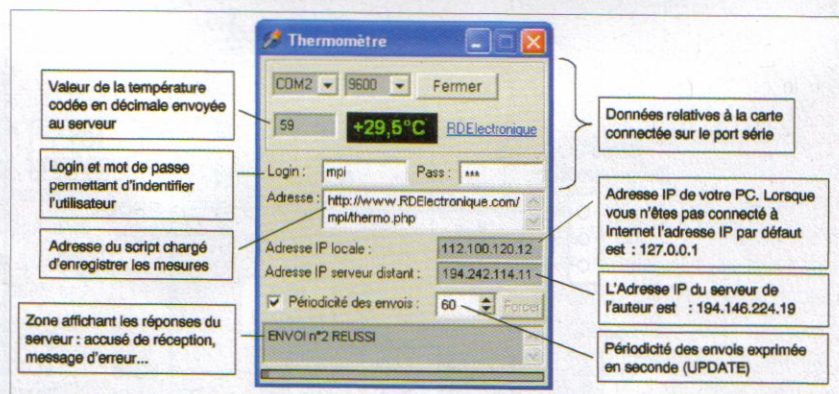 Thermomètre
COM2
9600
Fermer
59
+29,5°C
RDElectronique
Login :
mpi
Pass :
***
Adresse :
http://www.RDElectronique.com/
mpi/thermo.php
Adresse IP locale :
112.100.120.12
Adresse IP serveur distant :
194.242.114.11
Périodicité des envois :
60
Forcer
ENVOI n°2 REUSSI
Valeur de la température
codée en décimale envoyée
au serveur
Login et mot de passe
permettant d'indentifier
l'utilisateur
Adresse du script chargé
d'enregistrer les mesures
Zone affichant les réponses du
serveur : accusé de réception,
message d'erreur...
Données relatives à la carte
connectée sur le port série
Adresse IP de votre PC. Lorsque
vous n'êtes pas connecté à
Internet l'adresse IP par défaut
est : 127.0.0.1
L'Adresse IP du serveur de
l'auteur est : 194.146.224.19
Périodicité des envois exprimée
en seconde (UPDATE)